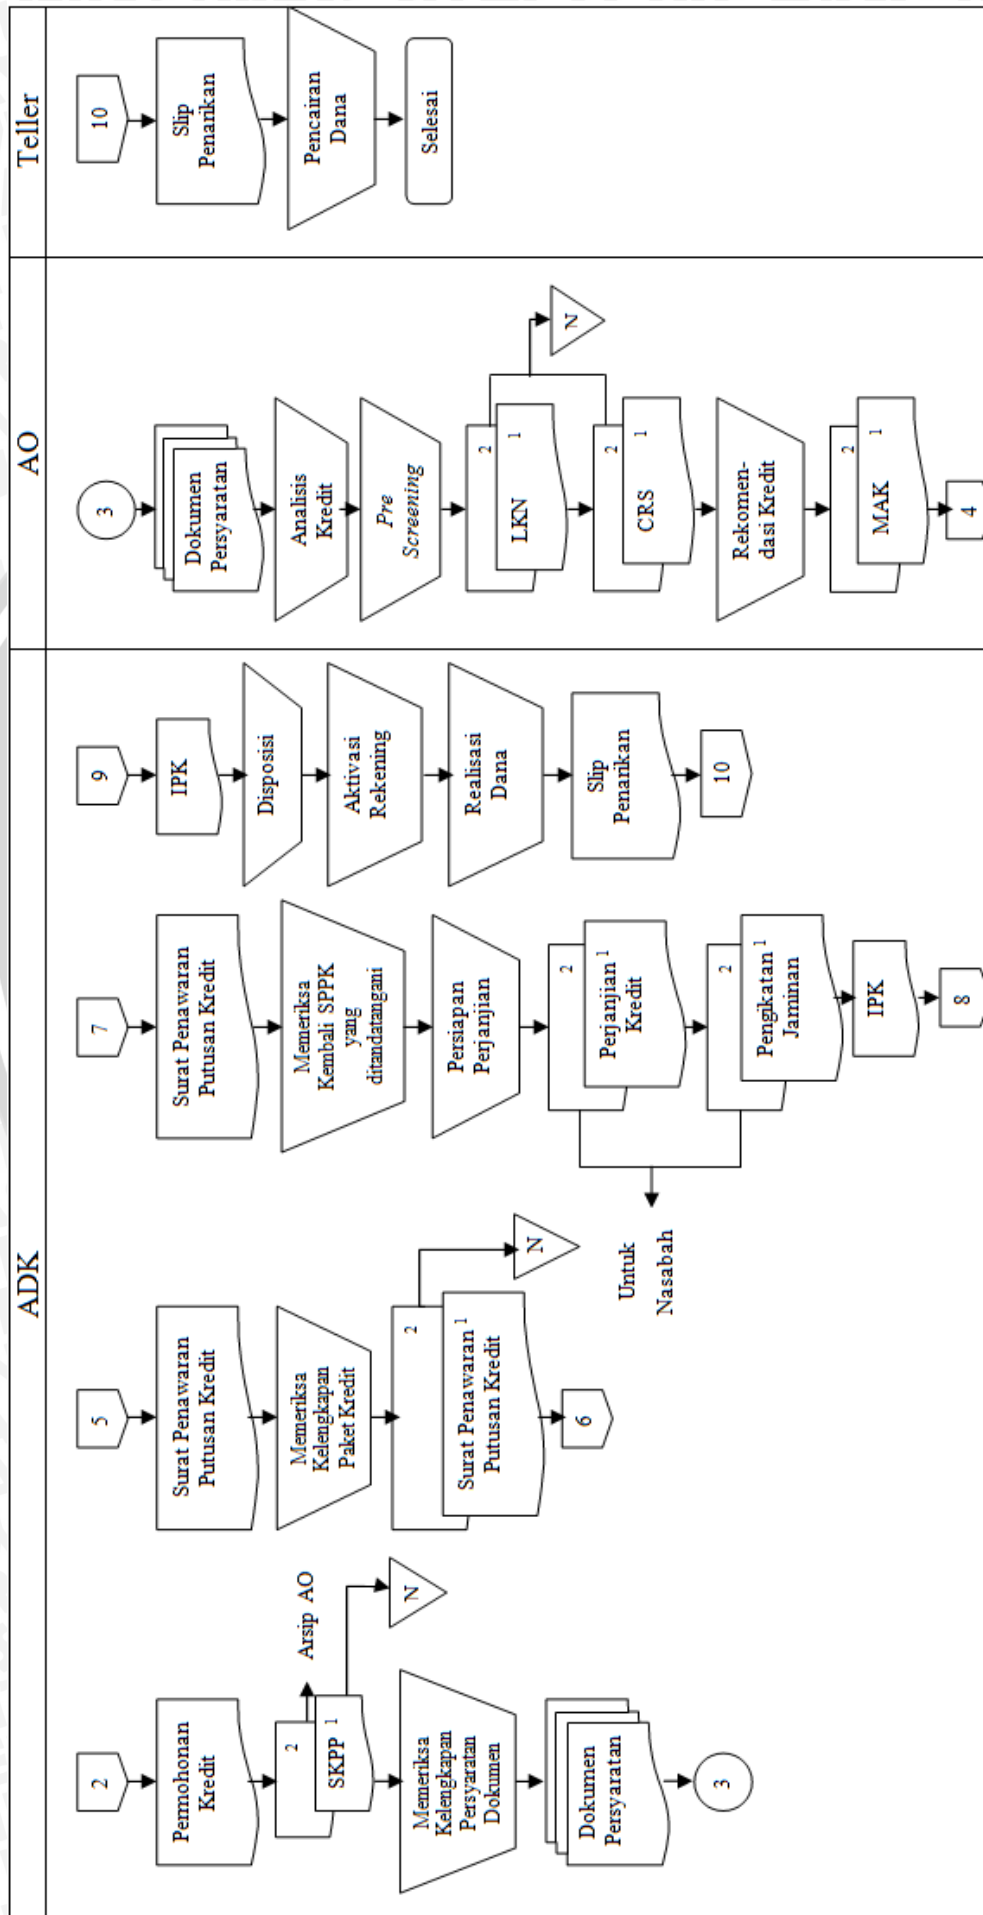 ADK
AO
Teller
2
Permohonan
Kredit
2
SKPP 1
Arsip AO
N
Memeriksa
Kelengkapan
Persyaratan
Dokumen
Dokumen
Persyaratan
3
5
Surat Penawaran
Putusan Kredit
Memeriksa
Kelengkapan
Paket Kredit
2
Surat Penawaran 1
Putusan Kredit
N
6
7
Surat Penawaran
Putusan Kredit
Memeriksa
Kembali SPPK
yang
ditandatangani
Persiapan
Perjanjian
2
Perjanjian 1
Kredit
2
Pengikatan 1
Jaminan
Untuk
Nasabah
IPK
8
9
IPK
Disposisi
Aktivasi
Rekening
Realisasi
Dana
Slip
Penarikan
10
3
Dokumen
Persyaratan
Analisis
Kredit
Pre
Screening
2
LKN 1
2
CRS 1
N
Rekomen-
dasi Kredit
2
MAK 1
4
10
Slip
Penarikan
Pencairan
Dana
Selesai